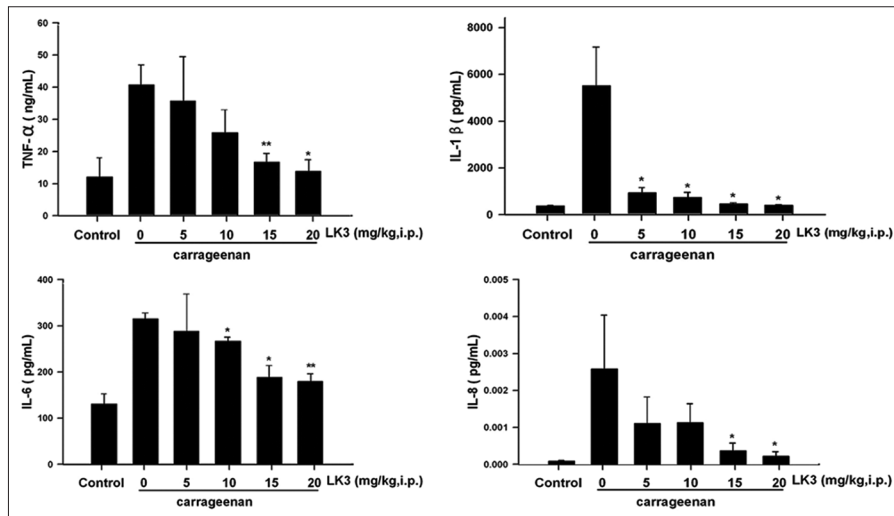 TNF- α ( ng/mL)
60
50
40
30
20
10
0
** *
Control 0 5 10 15 20 LK3 (mg/kg,i.p.)
carrageenan
IL-1 β ( pg/mL)
8000
6000
4000
2000
0
* * * *
Control 0 5 10 15 20 LK3 (mg/kg,i.p.)
carrageenan
IL-6 ( pg/mL)
400
300
200
100
0
* * **
Control 0 5 10 15 20 LK3 (mg/kg,i.p.)
carrageenan
IL-8 ( pg/mL)
0.005
0.004
0.003
0.002
0.001
0.000
* *
Control 0 5 10 15 20 LK3 (mg/kg,i.p.)
carrageenan